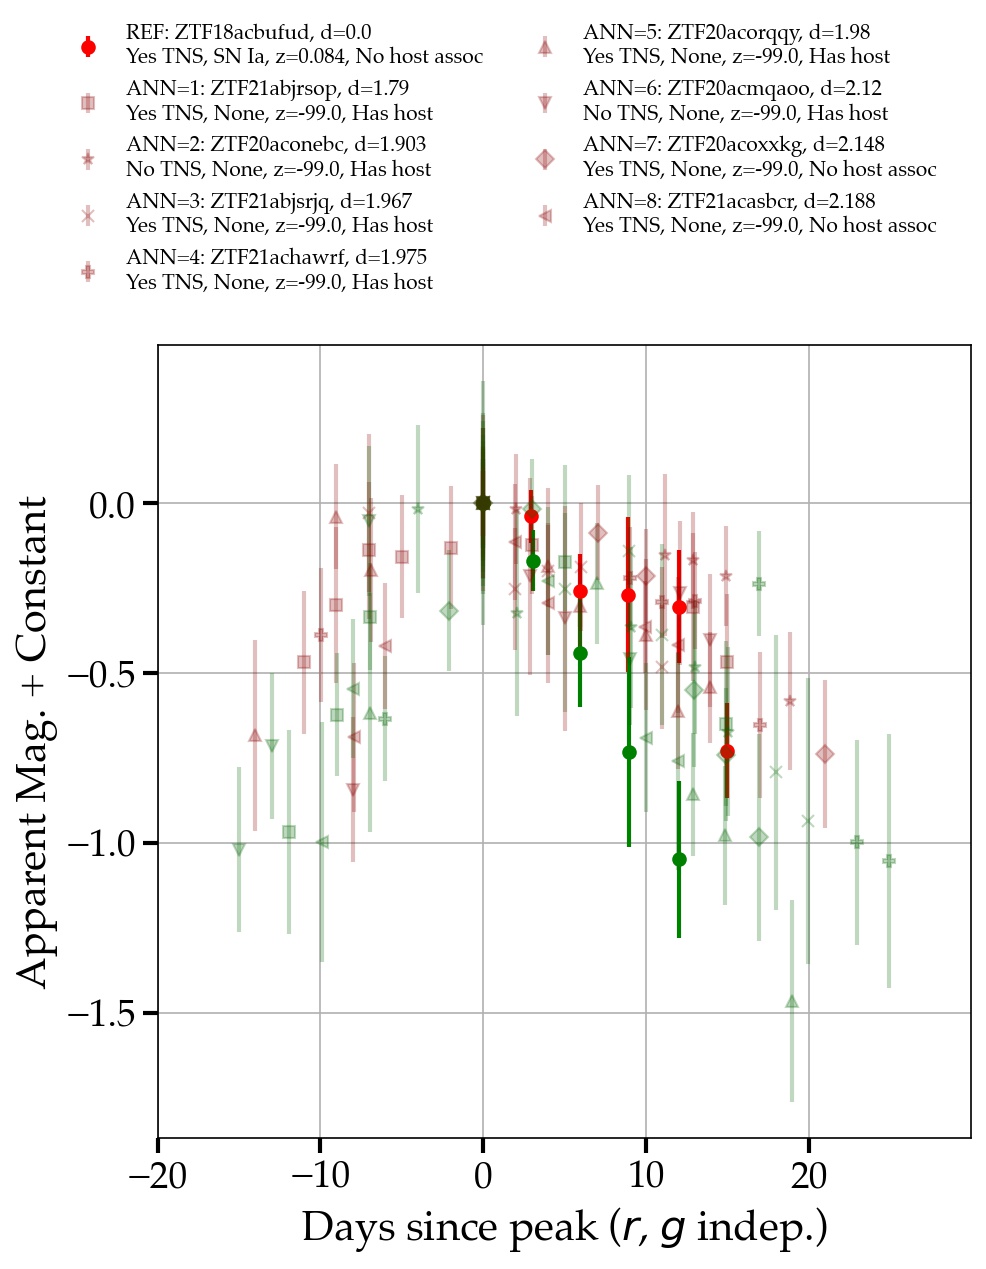 REF: ZTF18acbufud, d=0.0
Yes TNS, SN Ia, z=0.084, No host assoc
ANN=1: ZTF21abjrsop, d=1.79
Yes TNS, None, z=-99.0, Has host
ANN=2: ZTF20aconebc, d=1.903
No TNS, None, z=-99.0, Has host
ANN=3: ZTF21abjsrjq, d=1.967
Yes TNS, None, z=-99.0, Has host
ANN=4: ZTF21achawrf, d=1.975
Yes TNS, None, z=-99.0, Has host
ANN=5: ZTF20acorqqy, d=1.98
Yes TNS, None, z=-99.0, Has host
ANN=6: ZTF20acmqaoo, d=2.12
No TNS, None, z=-99.0, Has host
ANN=7: ZTF20acoxxkg, d=2.148
Yes TNS, None, z=-99.0, No host assoc
ANN=8: ZTF21acasbcr, d=2.188
Yes TNS, None, z=-99.0, No host assoc
Apparent Mag. + Constant
0.0
−0.5
−1.0
−1.5
−20
−10
0
10
20
Days since peak (r, g indep.)